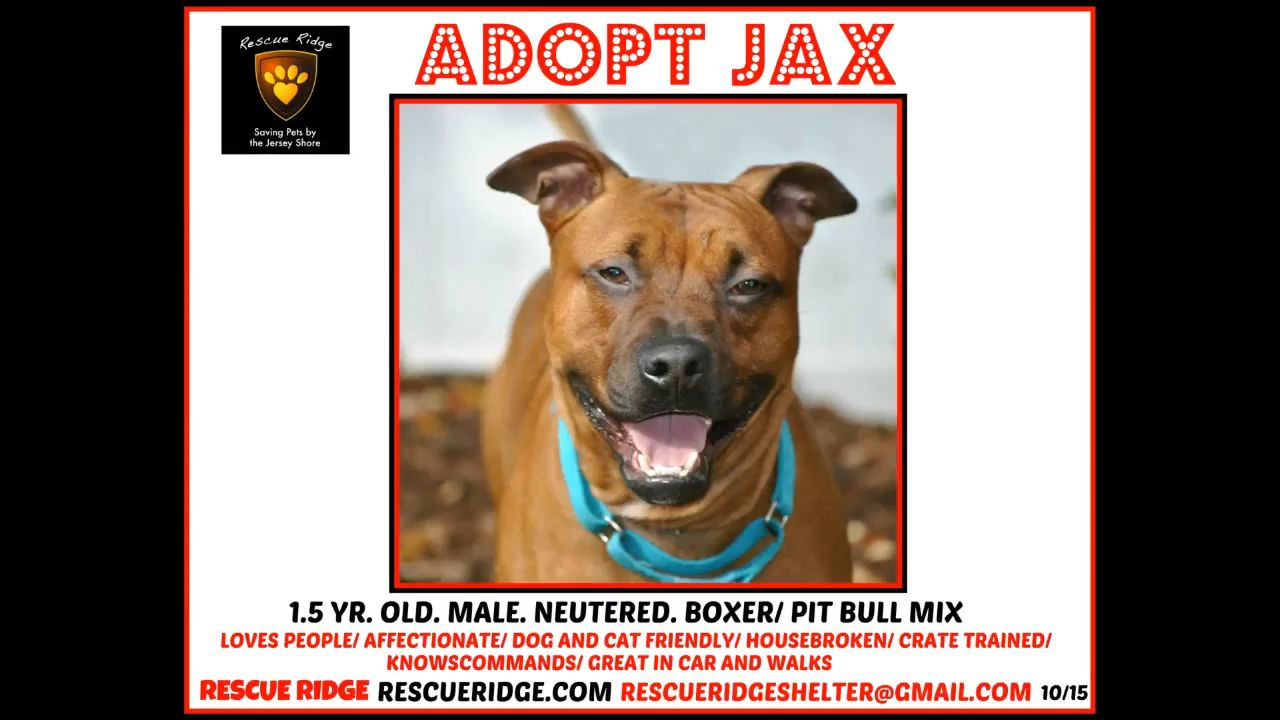 Rescue Ridge
Saving Pets by
the Jersey Shore
ADOPT JAX
1.5 YR. OLD. MALE. NEUTERED. BOXER/ PIT BULL MIX
LOVES PEOPLE/ AFFECTIONATE/ DOG AND CAT FRIENDLY/ HOUSEBROKEN/ CRATE TRAINED/
KNOWSCOMMANDS/ GREAT IN CAR AND WALKS
RESCUE RIDGE RESCUERIDGE.COM RESCUERIDGESHELTER@GMAIL.COM 10/15